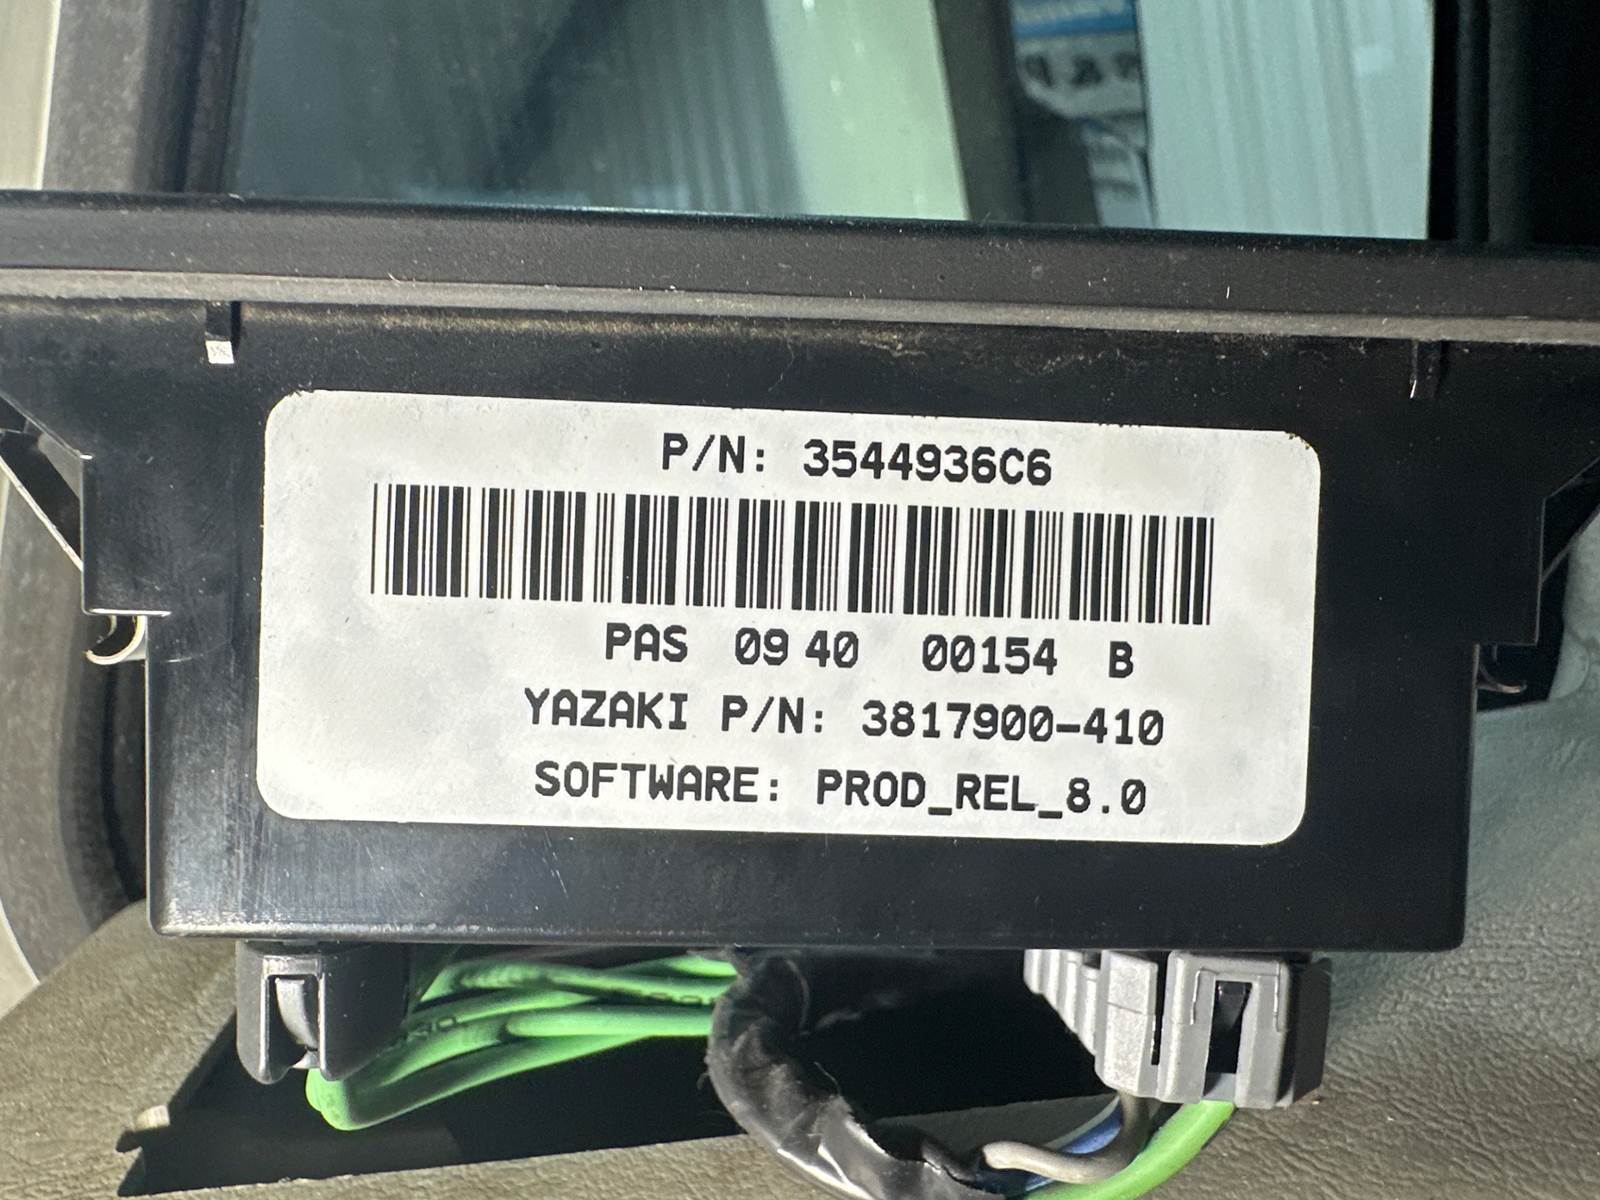 P/N: 3544936C6
PAS 09 40 00154 B
YAZAKI P/N: 3817900-410
SOFTWARE: PROD_REL_8.0